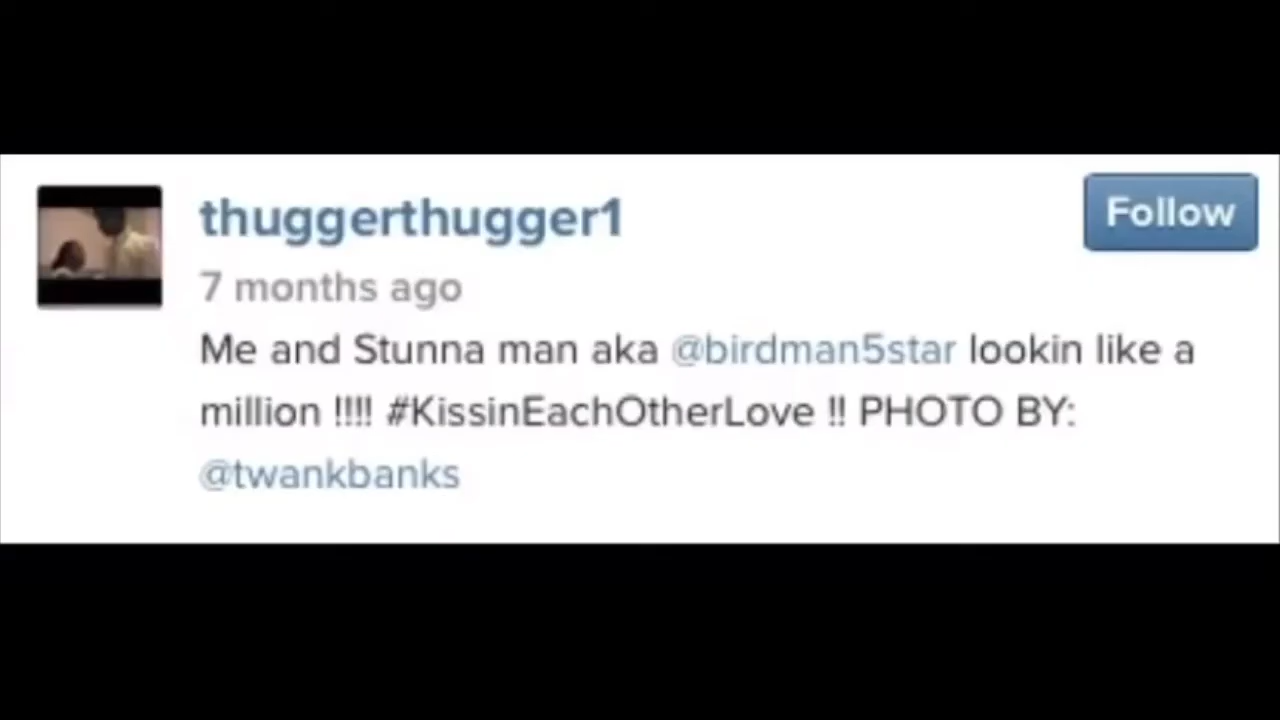 thuggerthugger1
Follow
7 months ago
Me and Stunna man aka @birdman5star lookin like a
million !!!! #KissinEachOtherLove !! PHOTO BY:
@twankbanks